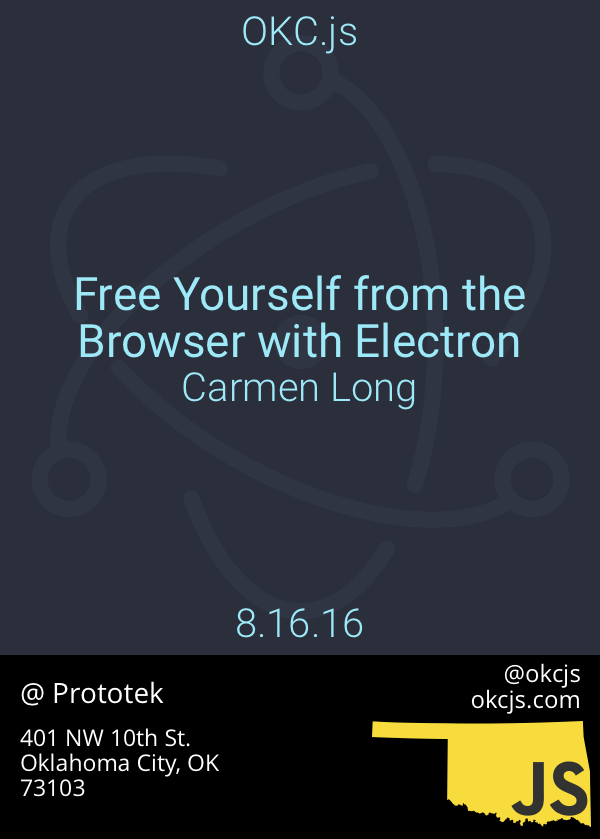 OKC.js
Free Yourself from the
Browser with Electron
Carmen Long
8.16.16
@ Prototek
401 NW 10th St.
Oklahoma City, OK
73103
@okcjs
okcjs.com
JS